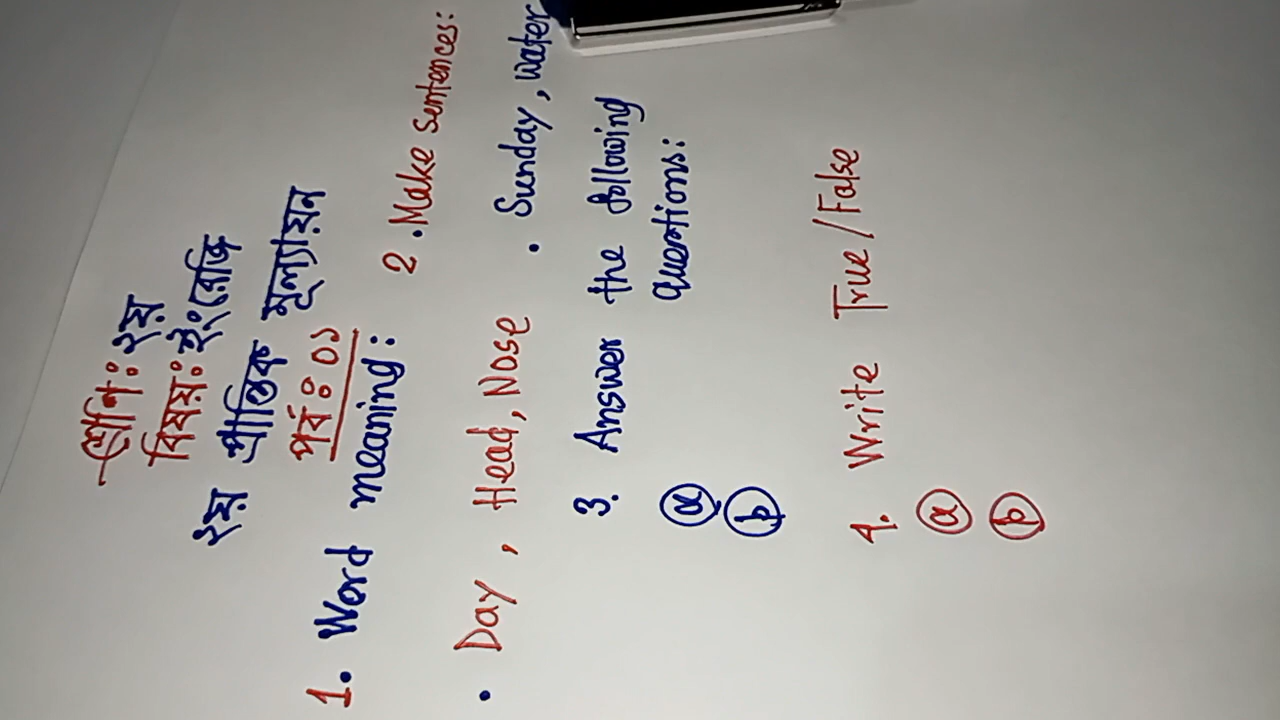 শ্রেণি: ২য়
বিষয়: ইংরেজি
২য় প্রান্তিক মূল্যায়ন
পর্ব: ০১
1. Word meaning:
2. Make sentences:
• Day, Head, Nose
• Sunday, water
3. Answer the following questions:
ⓐ
ⓑ
4. Write True/False
ⓐ
ⓑ